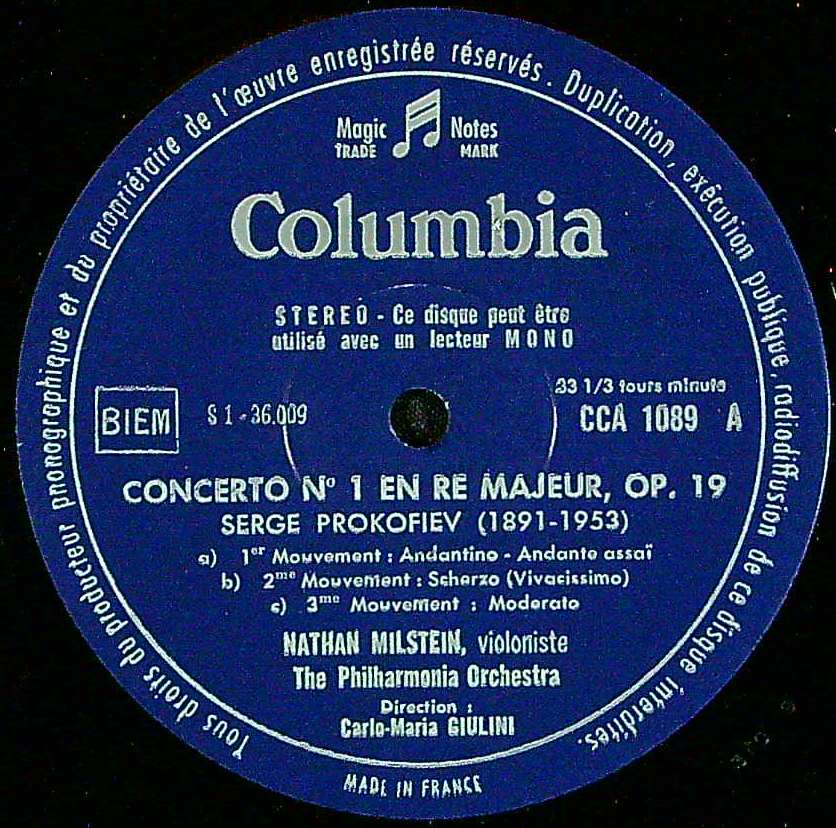 Tous droits du producteur phonographique et du propriétaire de l'œuvre enregistrée réservés. Duplication, exécution publique, radiodiffusion de ce disque interdites.
Magic Notes
TRADE MARK
Columbia
STEREO - Ce disque peut être
utilisé avec un lecteur MONO
33 1/3 tours minute
BIEM S 1-36.009 CCA 1089 A
CONCERTO Nº 1 EN RE MAJEUR, OP. 19
SERGE PROKOFIEV (1891-1953)
a) 1er Mouvement : Andantino - Andante assaï
b) 2me Mouvement : Scherzo (Vivacissimo)
c) 3me Mouvement : Moderato
NATHAN MILSTEIN, violoniste
The Philharmonia Orchestra
Direction :
Carlo-Maria GIULINI
MADE IN FRANCE